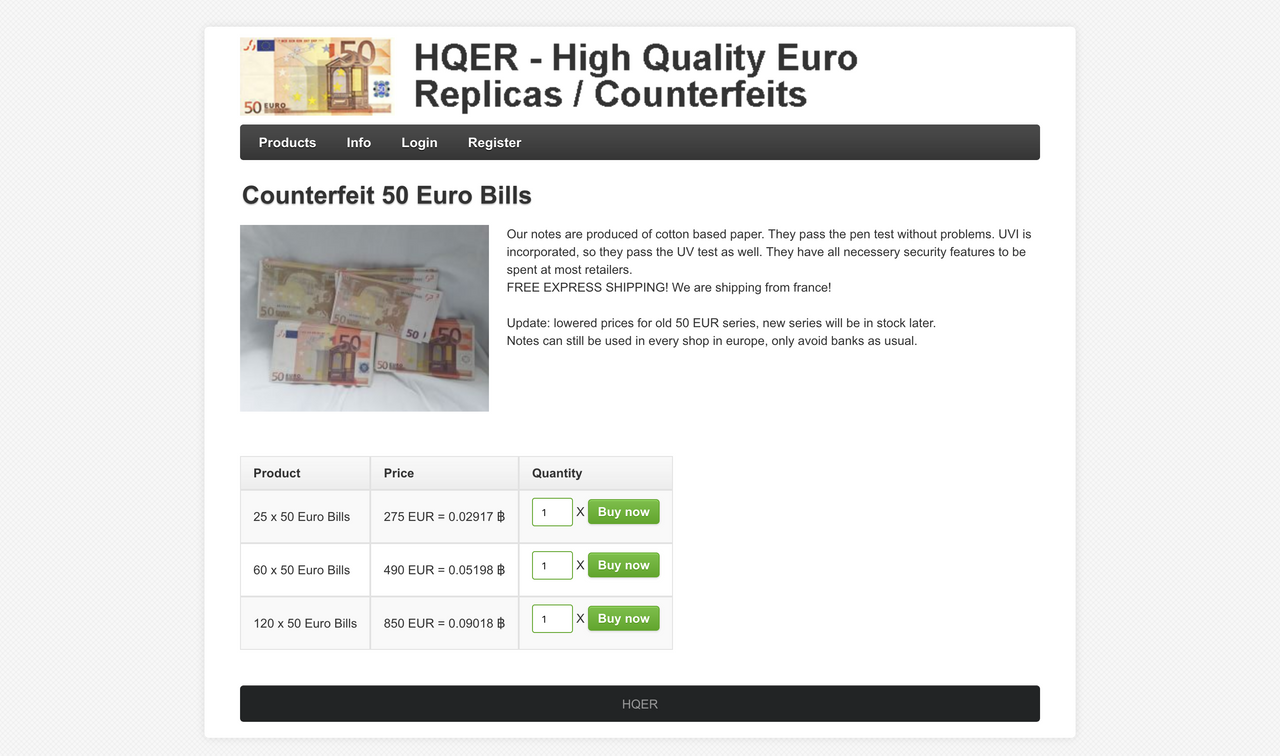 HQER - High Quality Euro
Replicas / Counterfeits
50 EURO
50
Products Info Login Register
Counterfeit 50 Euro Bills
Our notes are produced of cotton based paper. They pass the pen test without problems. UVI is
incorporated, so they pass the UV test as well. They have all necessery security features to be
spent at most retailers.
FREE EXPRESS SHIPPING! We are shipping from france!
Update: lowered prices for old 50 EUR series, new series will be in stock later.
Notes can still be used in every shop in europe, only avoid banks as usual.
50
50
50
50
50
Product Price Quantity
25 x 50 Euro Bills 275 EUR = 0.02917 ฿ 1 X Buy now
60 x 50 Euro Bills 490 EUR = 0.05198 ฿ 1 X Buy now
120 x 50 Euro Bills 850 EUR = 0.09018 ฿ 1 X Buy now
HQER